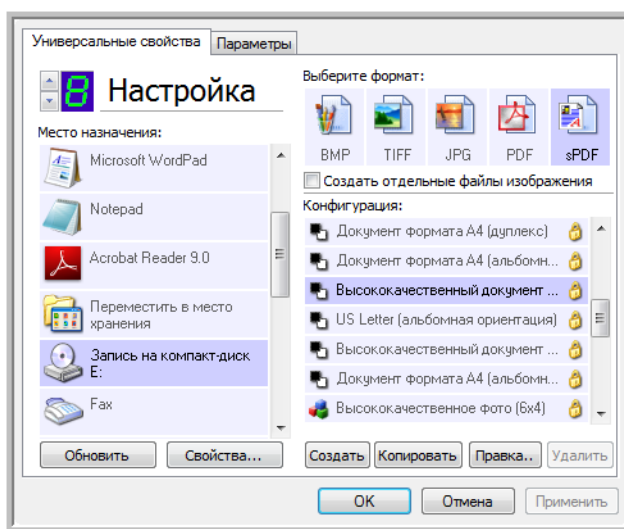 Универсальные свойства
Параметры
8
Настройка
Место назначения:
Microsoft WordPad
Notepad
Acrobat Reader 9.0
Переместить в место
хранения
Запись на компакт-диск
E:
Fax
Обновить
Свойства...
Выберите формат:
BMP
TIFF
JPG
PDF
sPDF
Создать отдельные файлы изображения
Конфигурация:
Документ формата A4 (дуплекс)
Документ формата A4 (альбомн...
Высококачественный документ ...
US Letter (альбомная ориентация)
Высококачественный документ ...
Документ формата A4 (альбомн...
Высококачественное фото (6x4)
Создать
Копировать
Правка..
Удалить
OK
Отмена
Применить